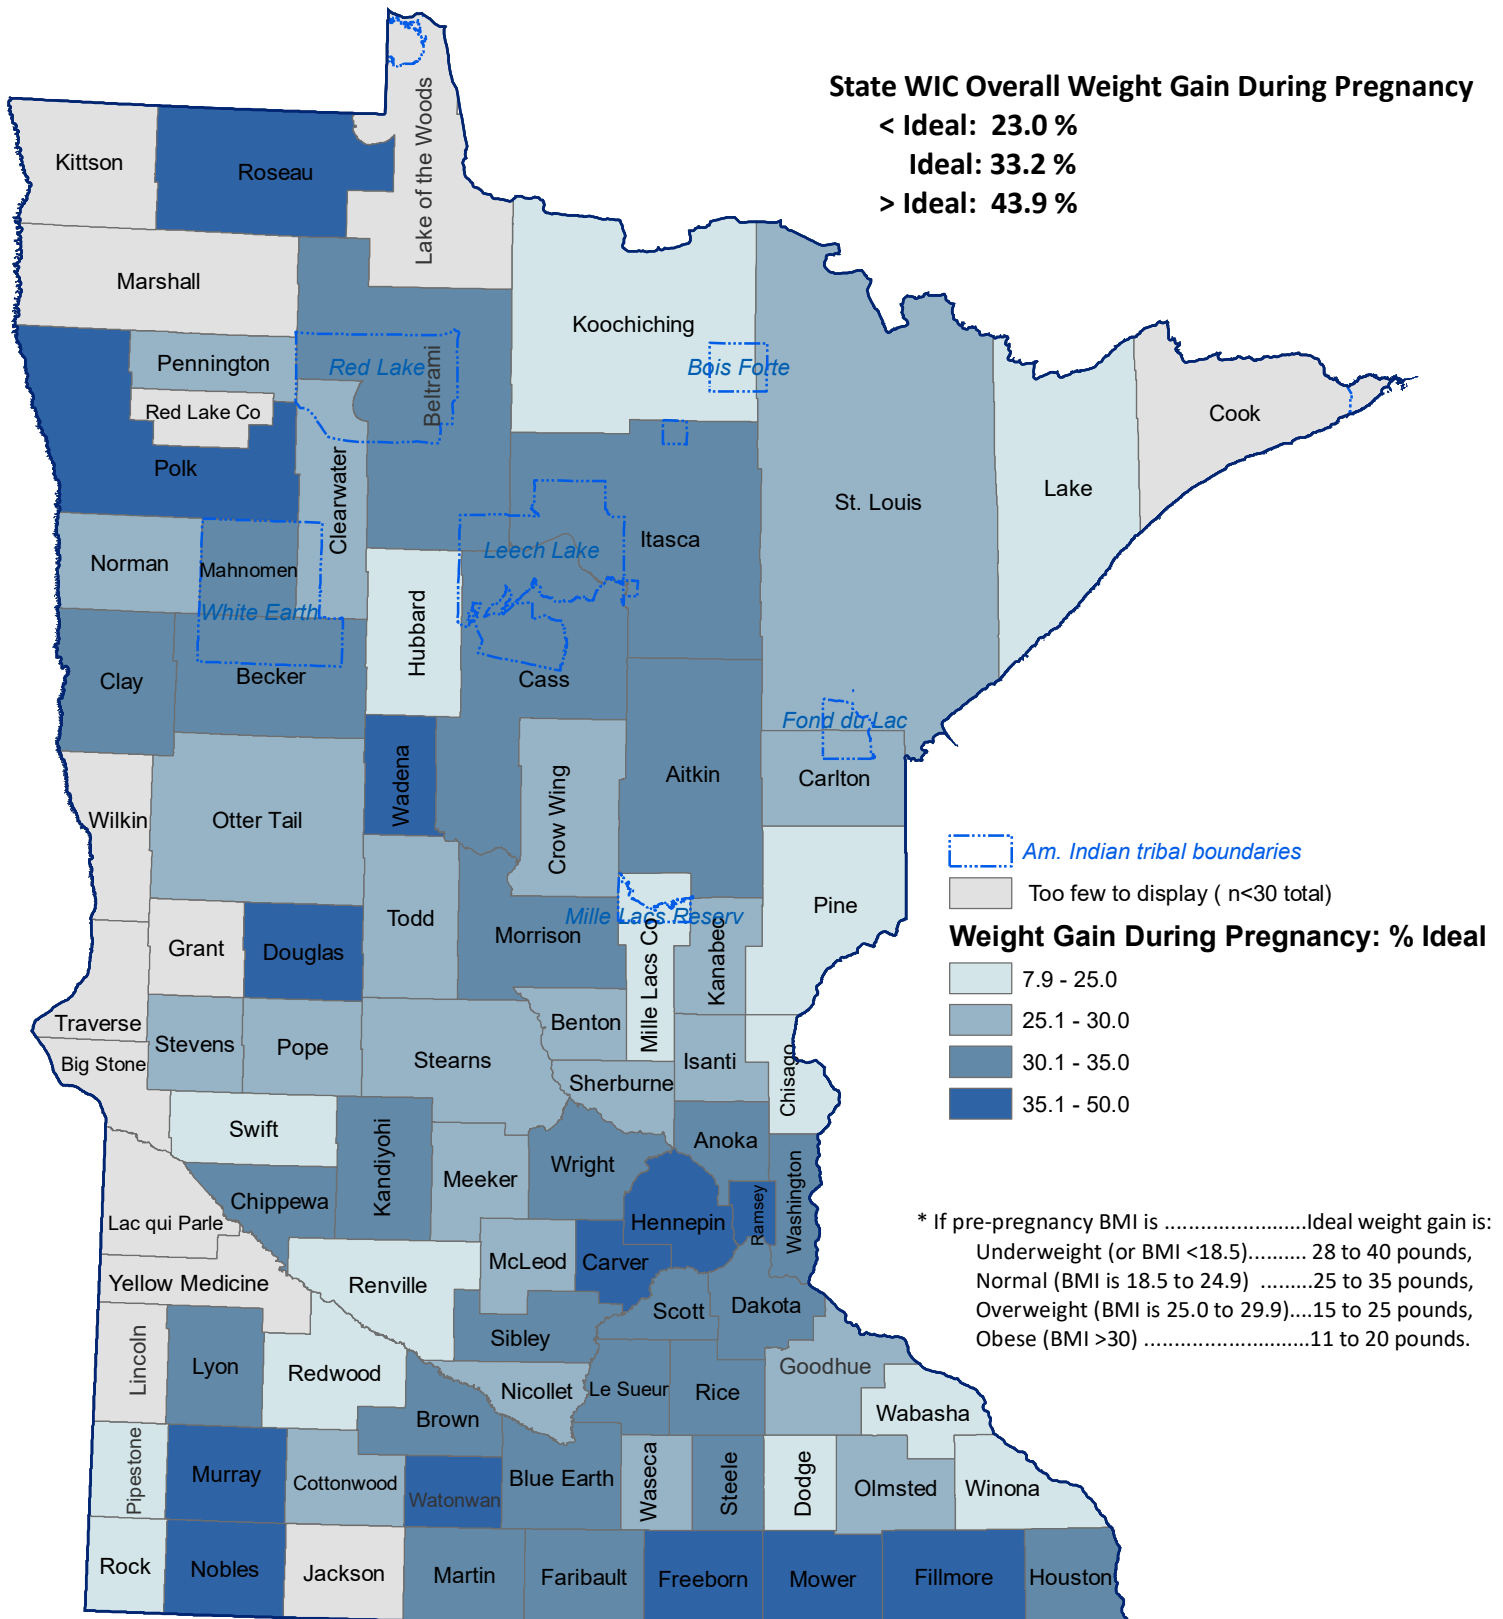 State WIC Overall Weight Gain During Pregnancy
< Ideal: 23.0 %
Ideal: 33.2 %
> Ideal: 43.9 %
Kittson
Roseau
Lake of the Woods
Marshall
Koochiching
Pennington
Red Lake
Beltrami
Bois Forte
Red Lake Co
Cook
Polk
Lake
St. Louis
Clearwater
Itasca
Leech Lake
Norman
Mahnomen
White Earth
Hubbard
Clay
Becker
Cass
Fond du Lac
Wadena
Aitkin
Carlton
Crow Wing
Wilkin
Otter Tail
Am. Indian tribal boundaries
Too few to display ( n<30 total)
Weight Gain During Pregnancy: % Ideal
7.9 - 25.0
25.1 - 30.0
30.1 - 35.0
35.1 - 50.0
Pine
Todd
Mille Lacs Reserv
Morrison
Grant
Douglas
Mille Lacs Co
Kanabec
Traverse
Benton
Stevens
Pope
Stearns
Isanti
Big Stone
Sherburne
Chisago
Swift
Kandiyohi
Anoka
Wright
Meeker
Washington
Chippewa
Ramsey
Hennepin
Lac qui Parle
McLeod
Carver
Yellow Medicine
Renville
Dakota
Scott
Sibley
* If pre-pregnancy BMI is .......................Ideal weight gain is:
Underweight (or BMI <18.5).......... 28 to 40 pounds,
Normal (BMI is 18.5 to 24.9) .........25 to 35 pounds,
Overweight (BMI is 25.0 to 29.9)....15 to 25 pounds,
Obese (BMI >30) ...........................11 to 20 pounds.
Lincoln
Lyon
Redwood
Goodhue
Nicollet
Le Sueur
Rice
Brown
Wabasha
Pipestone
Murray
Cottonwood
Watonwan
Blue Earth
Waseca
Steele
Dodge
Olmsted
Winona
Rock
Nobles
Jackson
Martin
Faribault
Freeborn
Mower
Fillmore
Houston